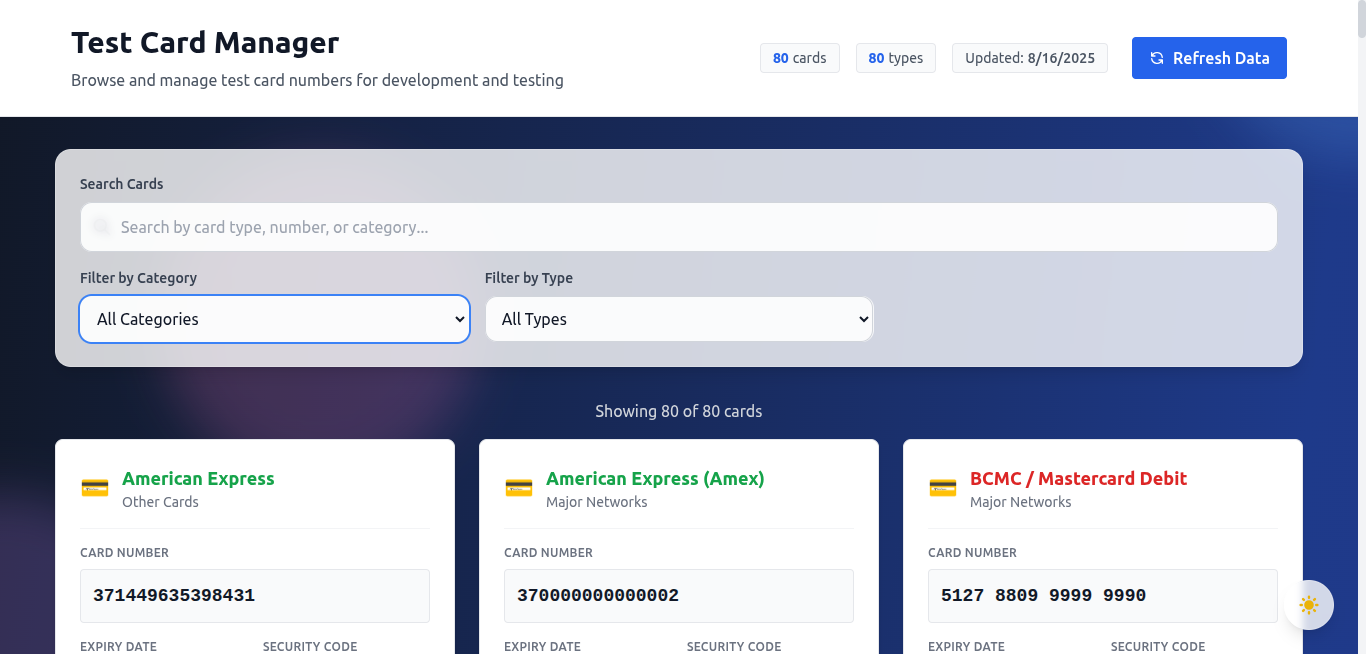 Test Card Manager
Browse and manage test card numbers for development and testing
80 cards
80 types
Updated: 8/16/2025
Refresh Data
Search Cards
Search by card type, number, or category...
Filter by Category
Filter by Type
All Categories
All Types
Showing 80 of 80 cards
American Express
Other Cards
CARD NUMBER
371449635398431
EXPIRY DATE
SECURITY CODE
American Express (Amex)
Major Networks
CARD NUMBER
370000000000002
EXPIRY DATE
SECURITY CODE
BCMC / Mastercard Debit
Major Networks
CARD NUMBER
5127 8809 9999 9990
EXPIRY DATE
SECURITY CODE